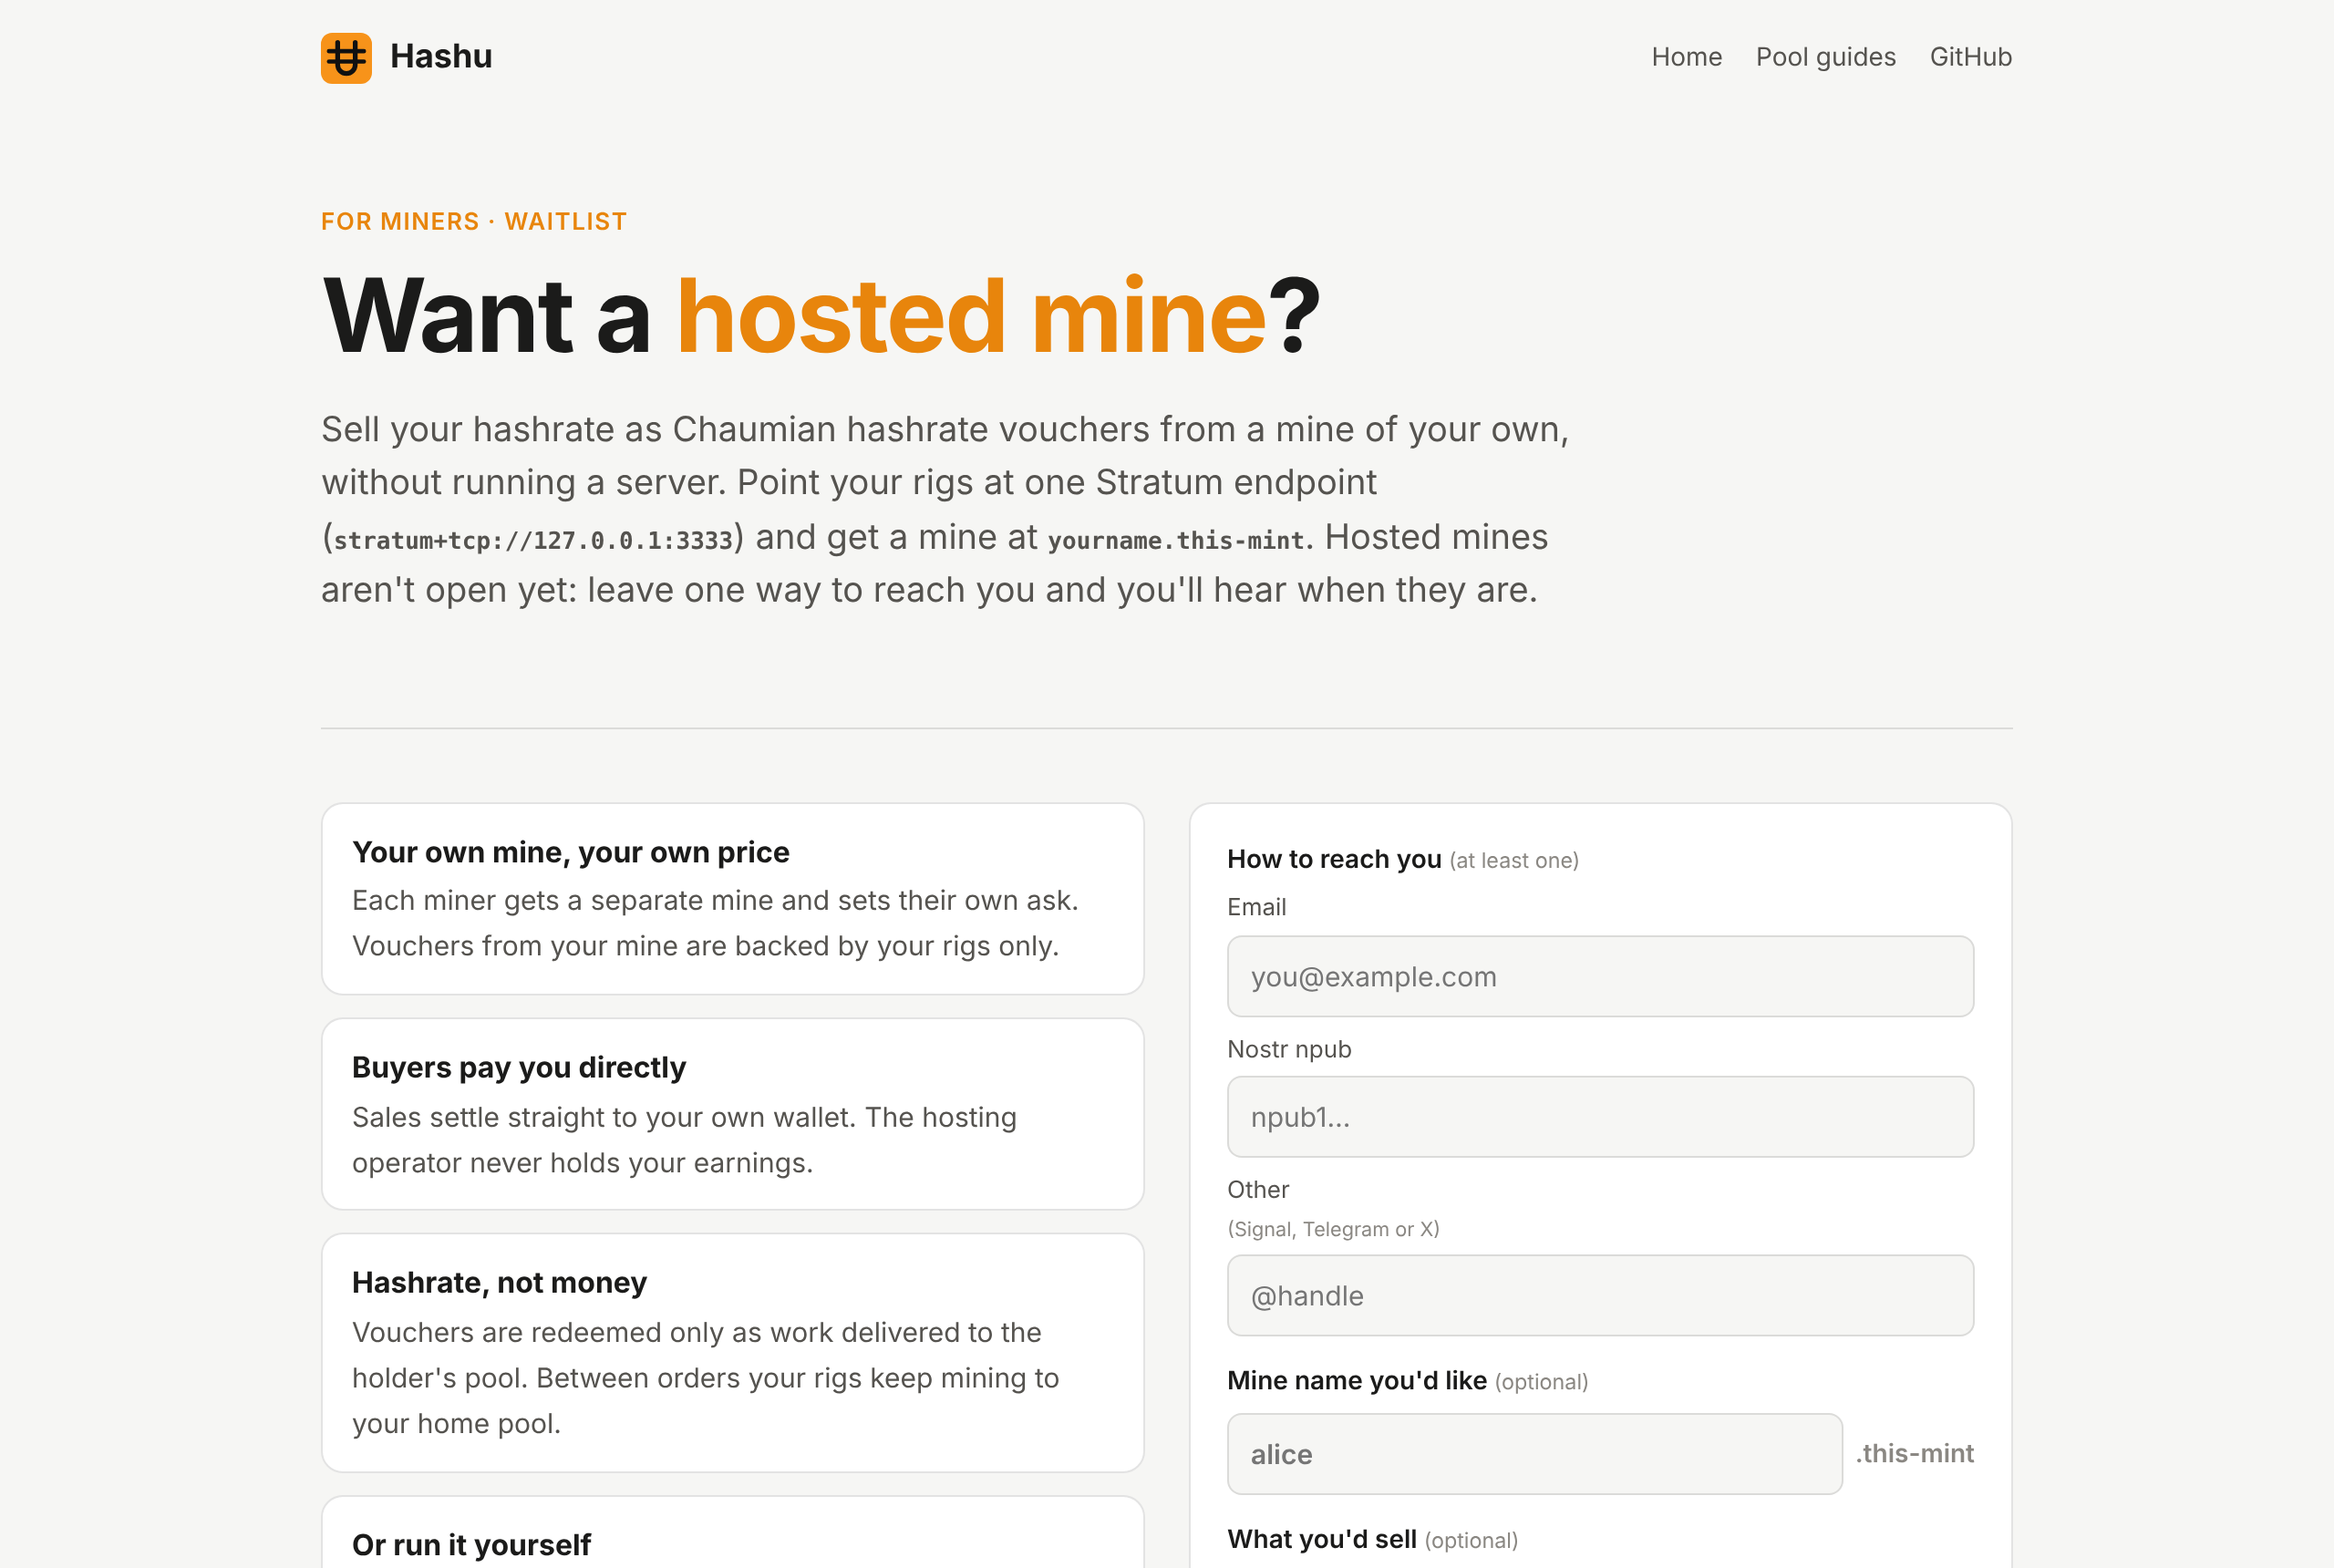 Hashu
Home
Pool guides
GitHub
FOR MINERS · WAITLIST
Want a hosted mine?
Sell your hashrate as Chaumian hashrate vouchers from a mine of your own,
without running a server. Point your rigs at one Stratum endpoint
(stratum+tcp://127.0.0.1:3333) and get a mine at yourname.this-mint. Hosted mines
aren't open yet: leave one way to reach you and you'll hear when they are.
Your own mine, your own price
Each miner gets a separate mine and sets their own ask.
Vouchers from your mine are backed by your rigs only.
Buyers pay you directly
Sales settle straight to your own wallet. The hosting
operator never holds your earnings.
Hashrate, not money
Vouchers are redeemed only as work delivered to the
holder's pool. Between orders your rigs keep mining to
your home pool.
Or run it yourself
How to reach you (at least one)
Email
you@example.com
Nostr npub
npub1...
Other
(Signal, Telegram or X)
@handle
Mine name you'd like (optional)
alice
.this-mint
What you'd sell (optional)